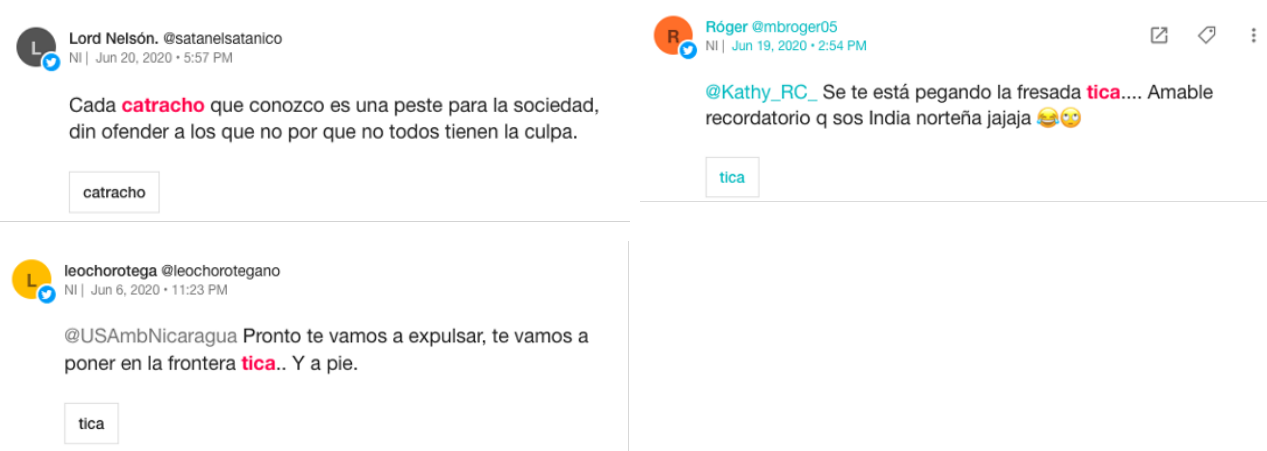 L
Lord Nelsón. @satanelsatanico
NI | Jun 20, 2020 • 5:57 PM
Cada catracho que conozco es una peste para la sociedad,
din ofender a los que no por que no todos tienen la culpa.
catracho
R
Róger @mbroger05
NI | Jun 19, 2020 • 2:54 PM
@Kathy_RC_ Se te está pegando la fresada tica.... Amable
recordatorio q sos India norteña jajaja 😂🙄
tica
L
leochorotega @leochorotegano
NI | Jun 6, 2020 • 11:23 PM
@USAmbNicaragua Pronto te vamos a expulsar, te vamos a
poner en la frontera tica.. Y a pie.
tica